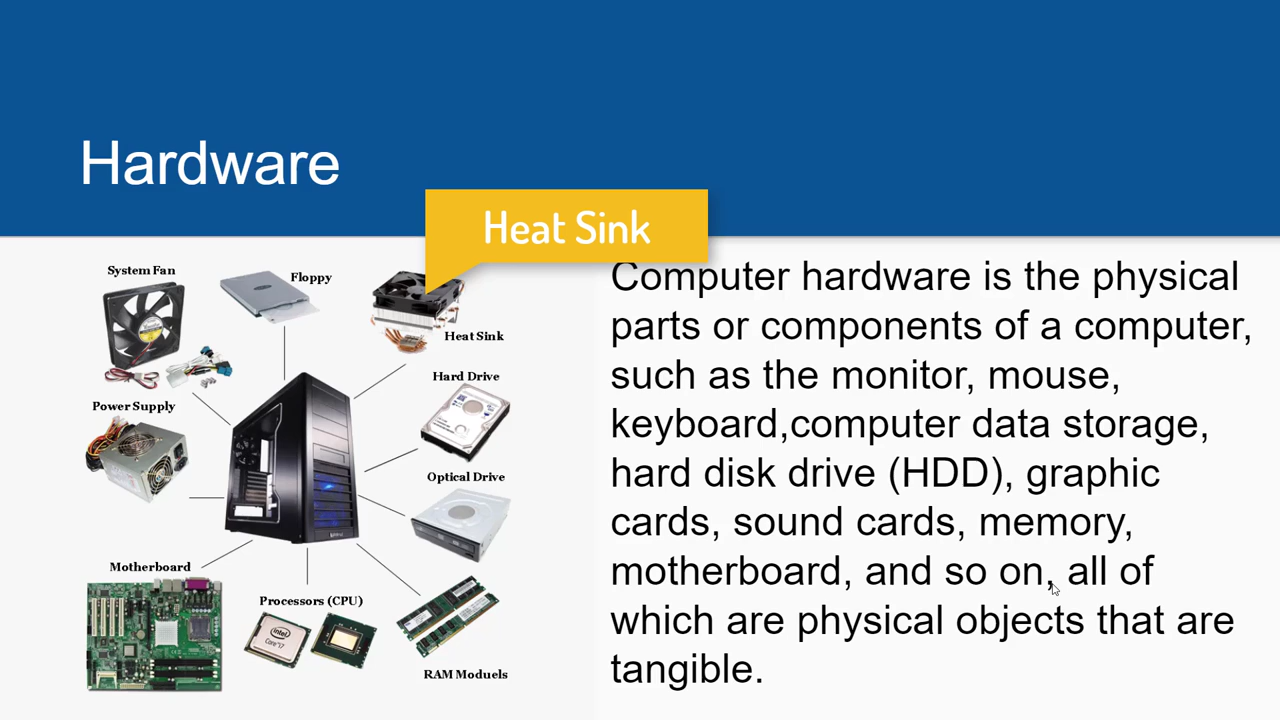 Hardware
Heat Sink
System Fan
Floppy
Heat Sink
Hard Drive
Power Supply
Optical Drive
Motherboard
Processors (CPU)
intel
Core i7
RAM Moduels
Computer hardware is the physical
parts or components of a computer,
such as the monitor, mouse,
keyboard,computer data storage,
hard disk drive (HDD), graphic
cards, sound cards, memory,
motherboard, and so on, all of
which are physical objects that are
tangible.